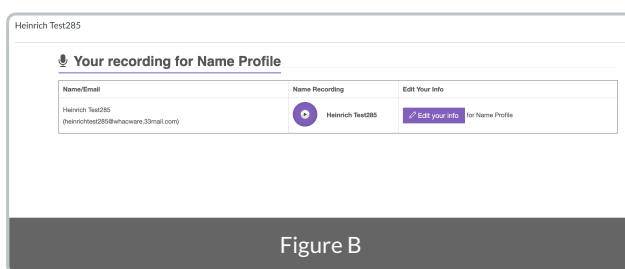 Heinrich Test285
Your recording for Name Profile
Name/Email Name Recording Edit Your Info
Heinrich Test285
(heinrichtest285@whacware.33mail.com)
Heinrich Test285
Edit your info for Name Profile
Figure B